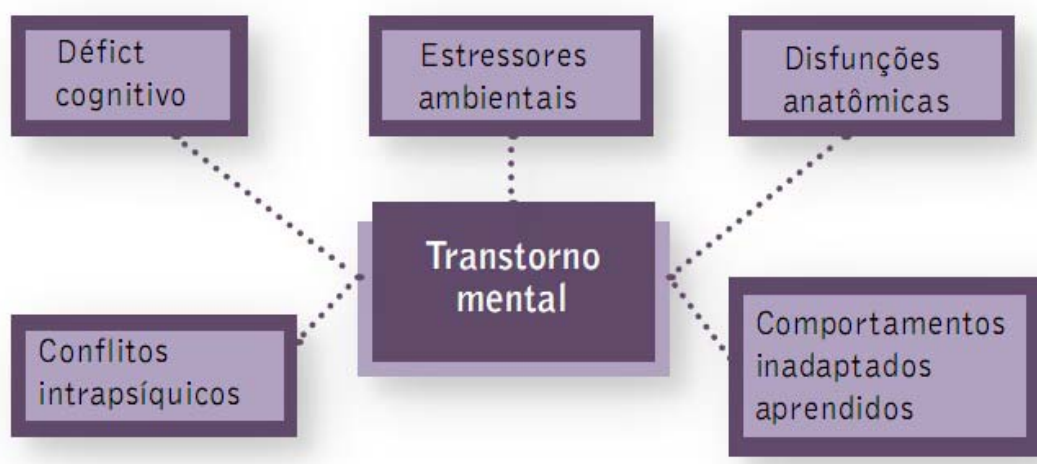 Défict
cognitivo
Estressores
ambientais
Disfunções
anatômicas
Transtorno
mental
Conflitos
intrapsíquicos
Comportamentos
inadaptados
aprendidos